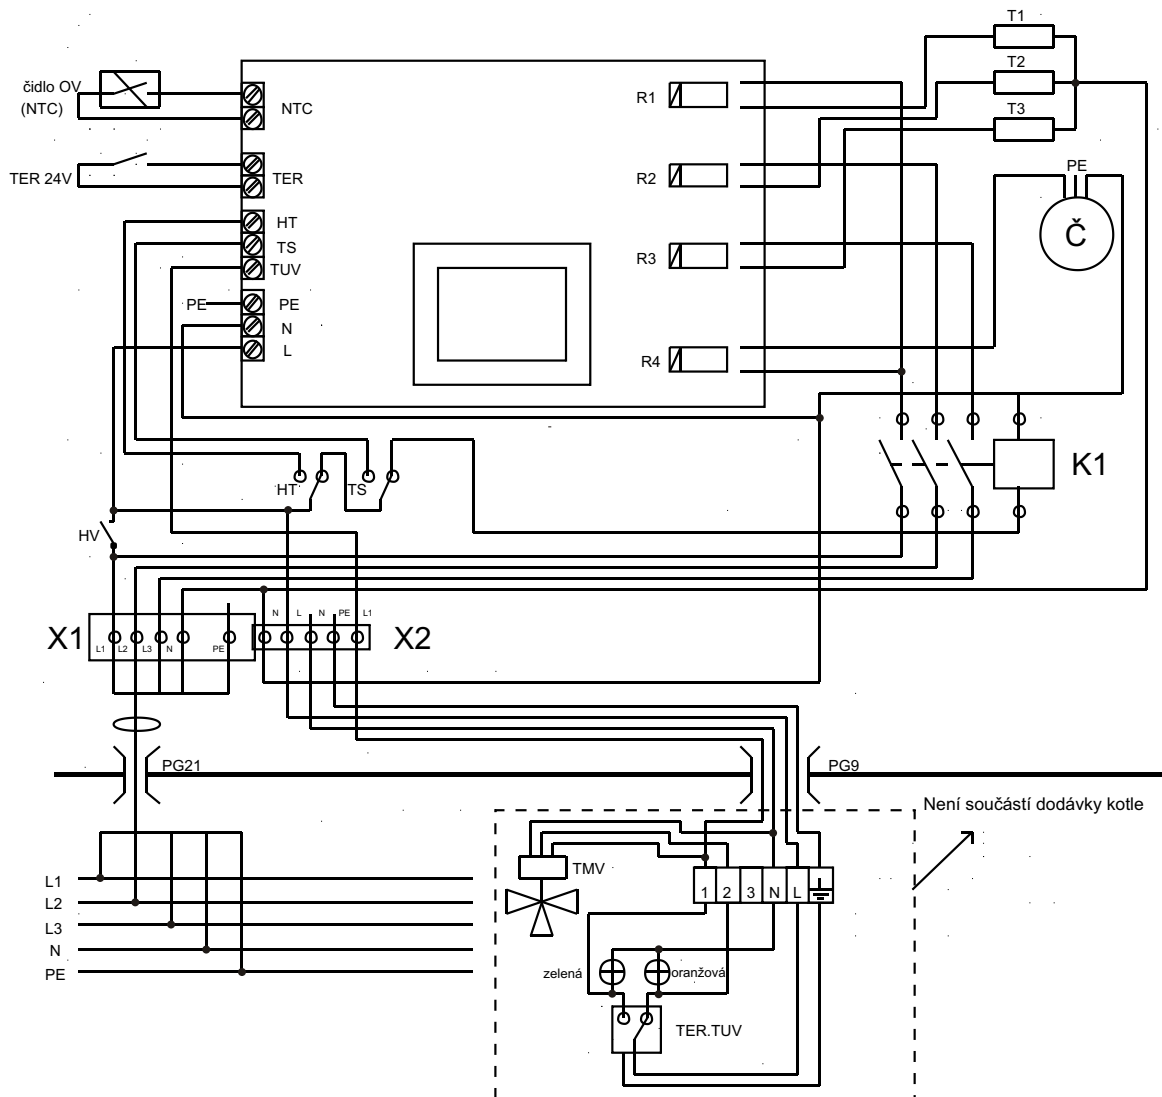 T1
čidlo OV
(NTC)
NTC
R1
T2
T3
TER 24V
TER
R2
PE
Č
HT
TS
TUV
R3
PE
PE
N
L
R4
HT
TS
K1
HV
X1
L1
L2
L3
N
PE
N
L
N
PE
L1
X2
PG21
PG9
Není součástí dodávky kotle
TMV
1
2
3
N
L
L1
L2
L3
N
PE
zelená
oranžová
TER.TUV